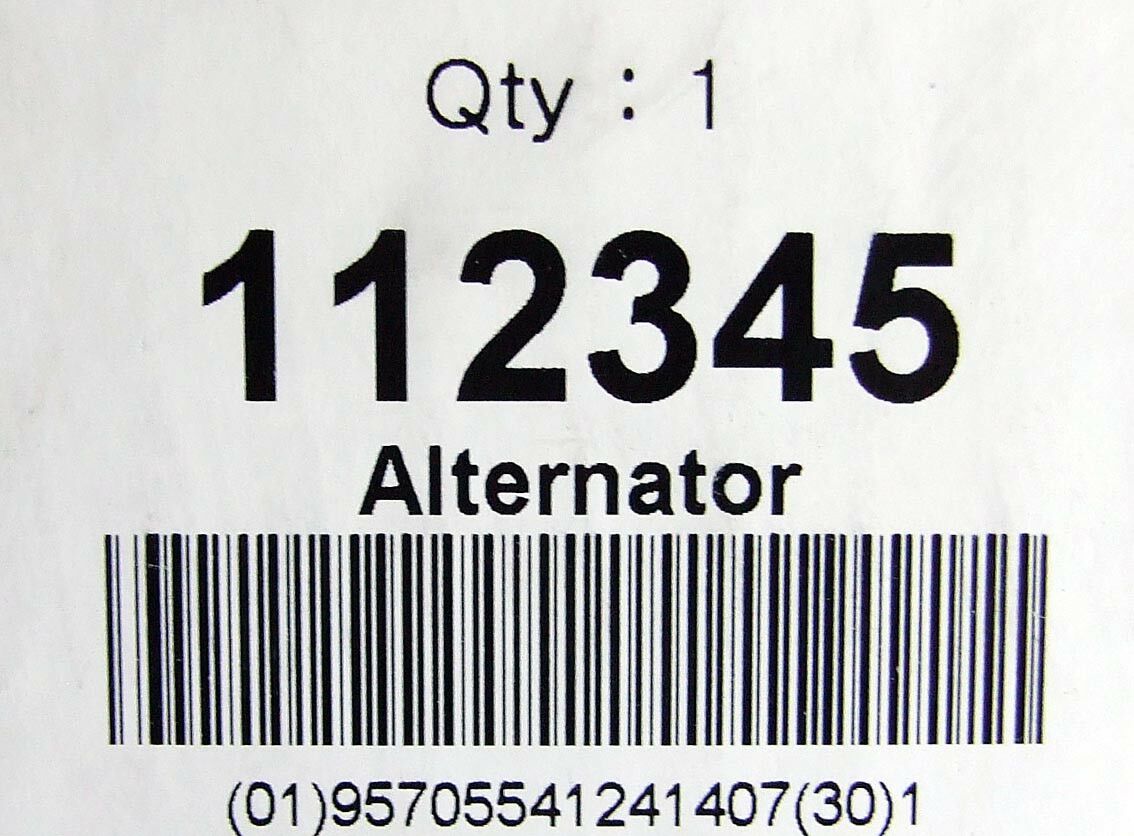 Qty : 1
112345
Alternator
(01)95705541241407(30)1